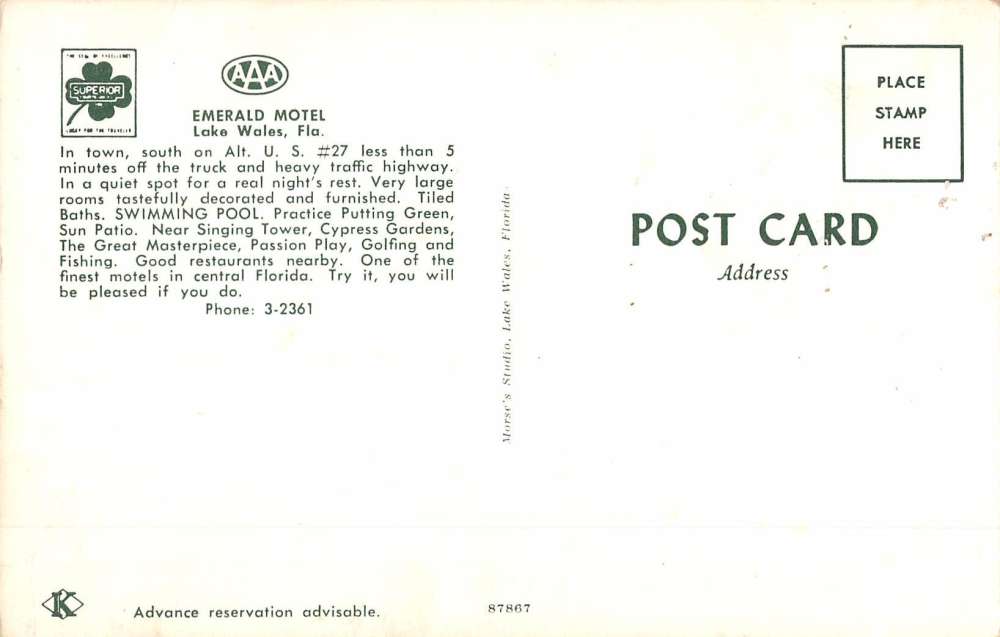 SUPERIOR
AAA
EMERALD MOTEL
Lake Wales, Fla.
In town, south on Alt. U. S. #27 less than 5
minutes off the truck and heavy traffic highway.
In a quiet spot for a real night's rest. Very large
rooms tastefully decorated and furnished. Tiled
Baths. SWIMMING POOL. Practice Putting Green,
Sun Patio. Near Singing Tower, Cypress Gardens,
The Great Masterpiece, Passion Play, Golfing and
Fishing. Good restaurants nearby. One of the
finest motels in central Florida. Try it, you will
be pleased if you do.
Phone: 3-2361
Morse's Studio, Lake Wales, Florida
PLACE
STAMP
HERE
POST CARD
Address
K
Advance reservation advisable.
87867